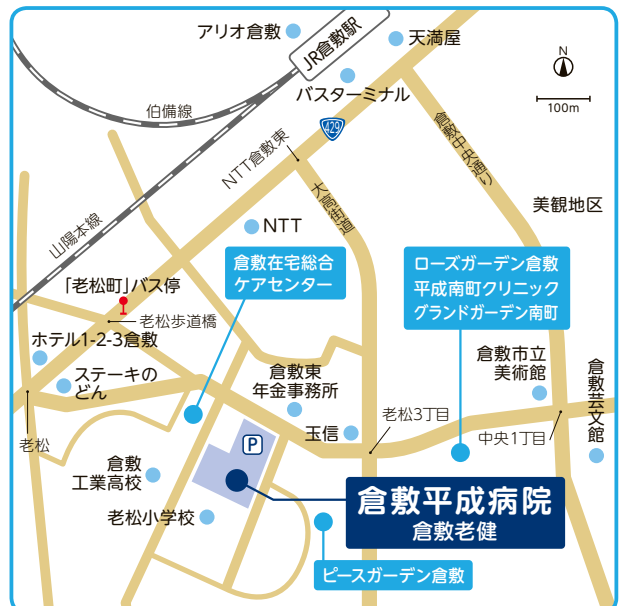 アリオ倉敷
JR倉敷駅
天満屋
N
バスターミナル
100m
伯備線
429
NTT倉敷東
倉敷中央通り
大高街道
美観地区
山陽本線
NTT
倉敷在宅総合
ケアセンター
ローズガーデン倉敷
平成南町クリニック
グランドガーデン南町
「老松町」バス停
老松歩道橋
ホテル1-2-3倉敷
ステーキの
どん
倉敷東
年金事務所
倉敷市立
美術館
倉敷芸文館
老松
玉信
老松3丁目
中央1丁目
P
倉敷
工業高校
老松小学校
倉敷平成病院
倉敷老健
ピースガーデン倉敷